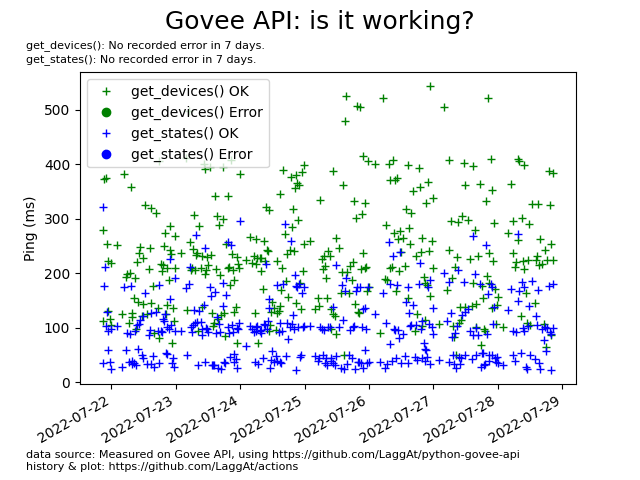 Govee API: is it working?
get_devices(): No recorded error in 7 days.
get_states(): No recorded error in 7 days.
get_devices() OK
get_devices() Error
get_states() OK
get_states() Error
Ping (ms)
500
400
300
200
100
0
2022-07-22
2022-07-23
2022-07-24
2022-07-25
2022-07-26
2022-07-27
2022-07-28
2022-07-29
data source: Measured on Govee API, using https://github.com/LaggAt/python-govee-api
history & plot: https://github.com/LaggAt/actions